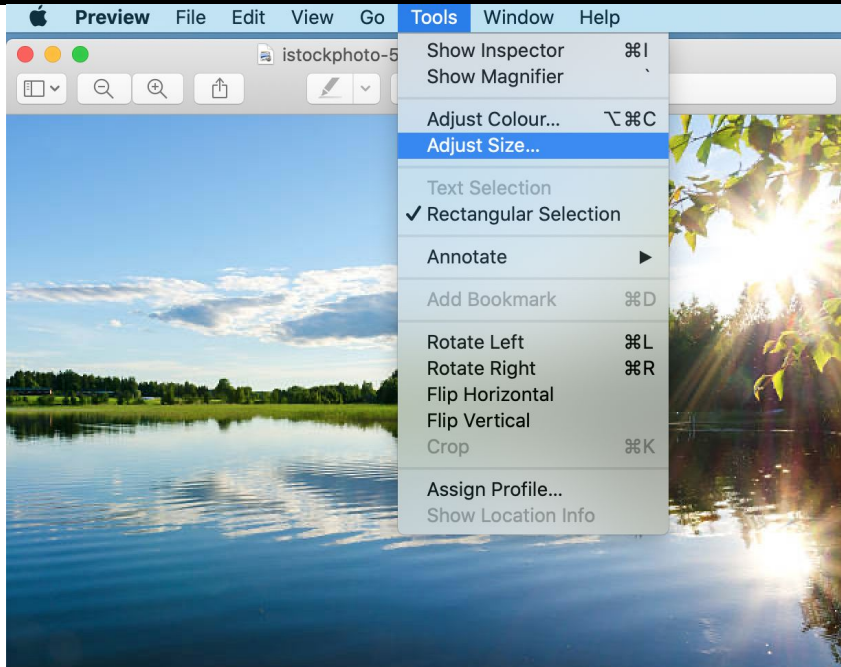 Preview File Edit View Go Tools Window Help
istockphoto-5
Show Inspector ⌘I
Show Magnifier `
Adjust Colour... ⌥⌘C
Adjust Size...
Text Selection
✓ Rectangular Selection
Annotate ▶
Add Bookmark ⌘D
Rotate Left ⌘L
Rotate Right ⌘R
Flip Horizontal
Flip Vertical
Crop ⌘K
Assign Profile...
Show Location Info